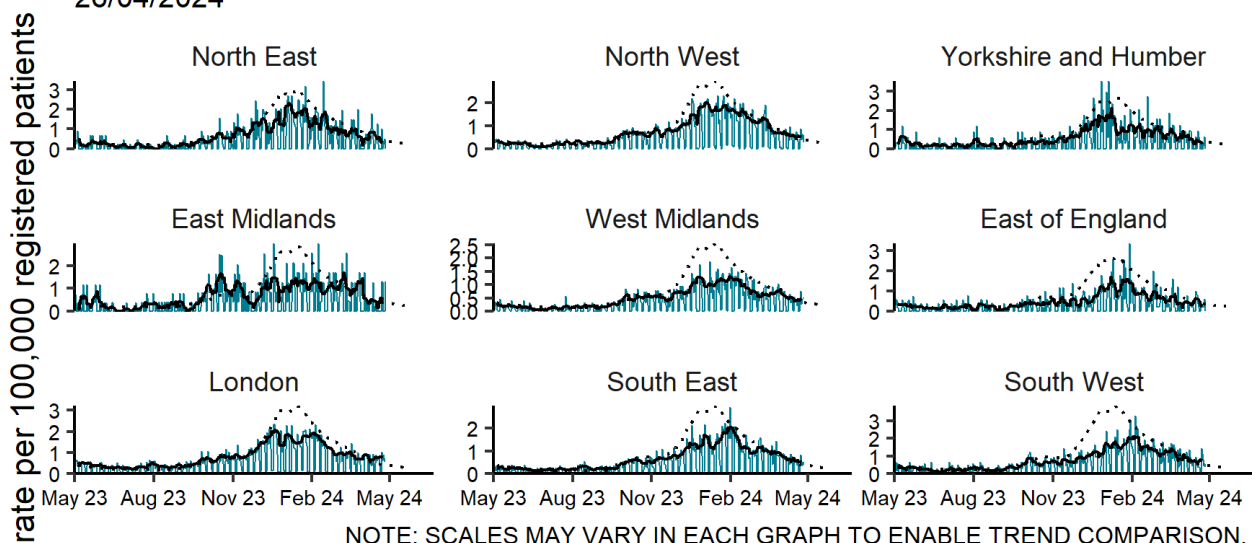 North East North West Yorkshire and Humber
3 2 1 0
2 1 0
3 2 1 0
East Midlands West Midlands East of England
2 1 0
2.5 2.0 1.5 1.0 0.5 0.0
3 2 1 0
London South East South West
3 2 1 0
2 1 0
3 2 1 0
May 23 Aug 23 Nov 23 Feb 24 May 24 May 23 Aug 23 Nov 23 Feb 24 May 24 May 23 Aug 23 Nov 23 Feb 24 May 24
rate per 100,000 registered patients
NOTE: SCALES MAY VARY IN EACH GRAPH TO ENABLE TREND COMPARISON.